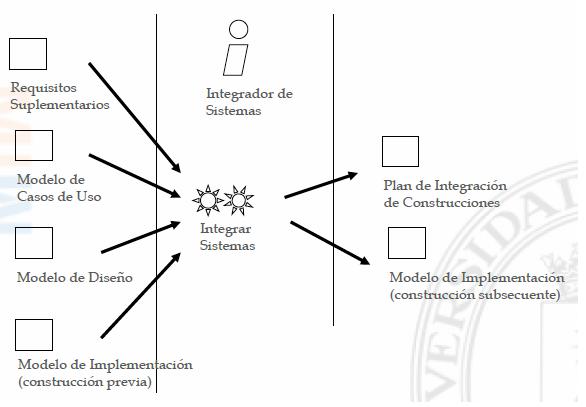 Requisitos
Suplementarios
Modelo de
Casos de Uso
Modelo de Diseño
Modelo de Implementación
(construcción previa)
Integrador de
Sistemas
Integrar
Sistemas
Plan de Integración
de Construcciones
Modelo de Implementación
(construcción subsecuente)